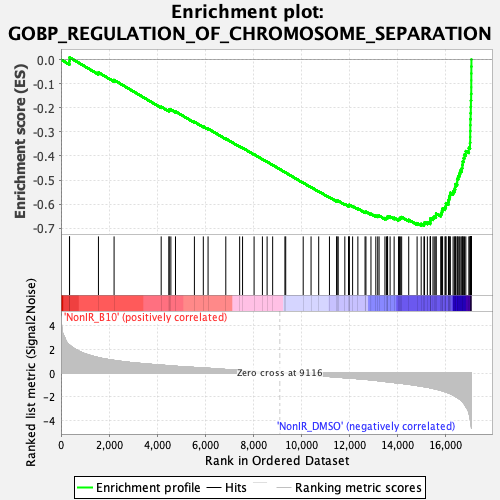 Enrichment plot:
GOBP_REGULATION_OF_CHROMOSOME_SEPARATION
Enrichment score (ES)
0.0
-0.1
-0.2
-0.3
-0.4
-0.5
-0.6
-0.7
'NonIR_B10' (positively correlated)
Ranked list metric (Signal2Noise)
4
2
0
-2
-4
Zero cross at 9116
'NonIR_DMSO' (negatively correlated)
0
2,000
4,000
6,000
8,000
10,000
12,000
14,000
16,000
Rank in Ordered Dataset
Enrichment profile
Hits
Ranking metric scores